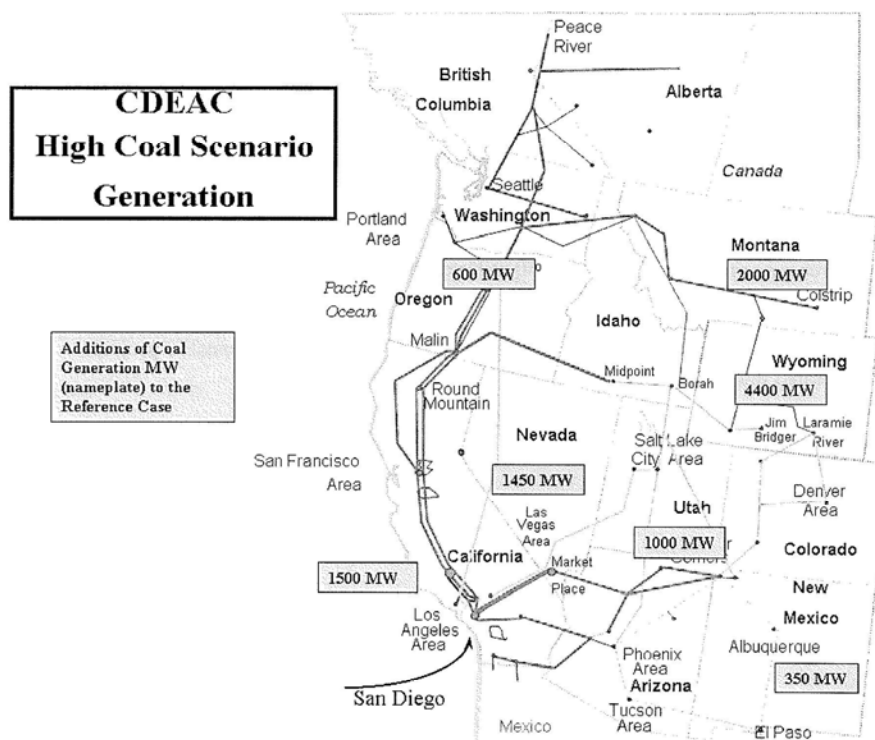 CDEAC
High Coal Scenario
Generation
Additions of Coal
Generation MW
(nameplate) to the
Reference Case
Peace
River
British
Columbia
Alberta
Canada
Seattle
Portland
Area
Washington
Montana
2000 MW
Colstrip
600 MW
Pacific
Ocean
Oregon
Idaho
Malin
Midpoint
Borah
Wyoming
4400 MW
Jim
Bridger
Laramie
River
Round
Mountain
Nevada
Salt Lake
City Area
San Francisco
Area
1450 MW
Denver
Area
Las
Vegas
Area
Utah
1000 MW
Colorado
California
Market
Place
1500 MW
New
Mexico
Los
Angeles
Area
Albuquerque
Phoenix
Area
350 MW
Arizona
San Diego
Tucson
Area
Mexico
El Paso